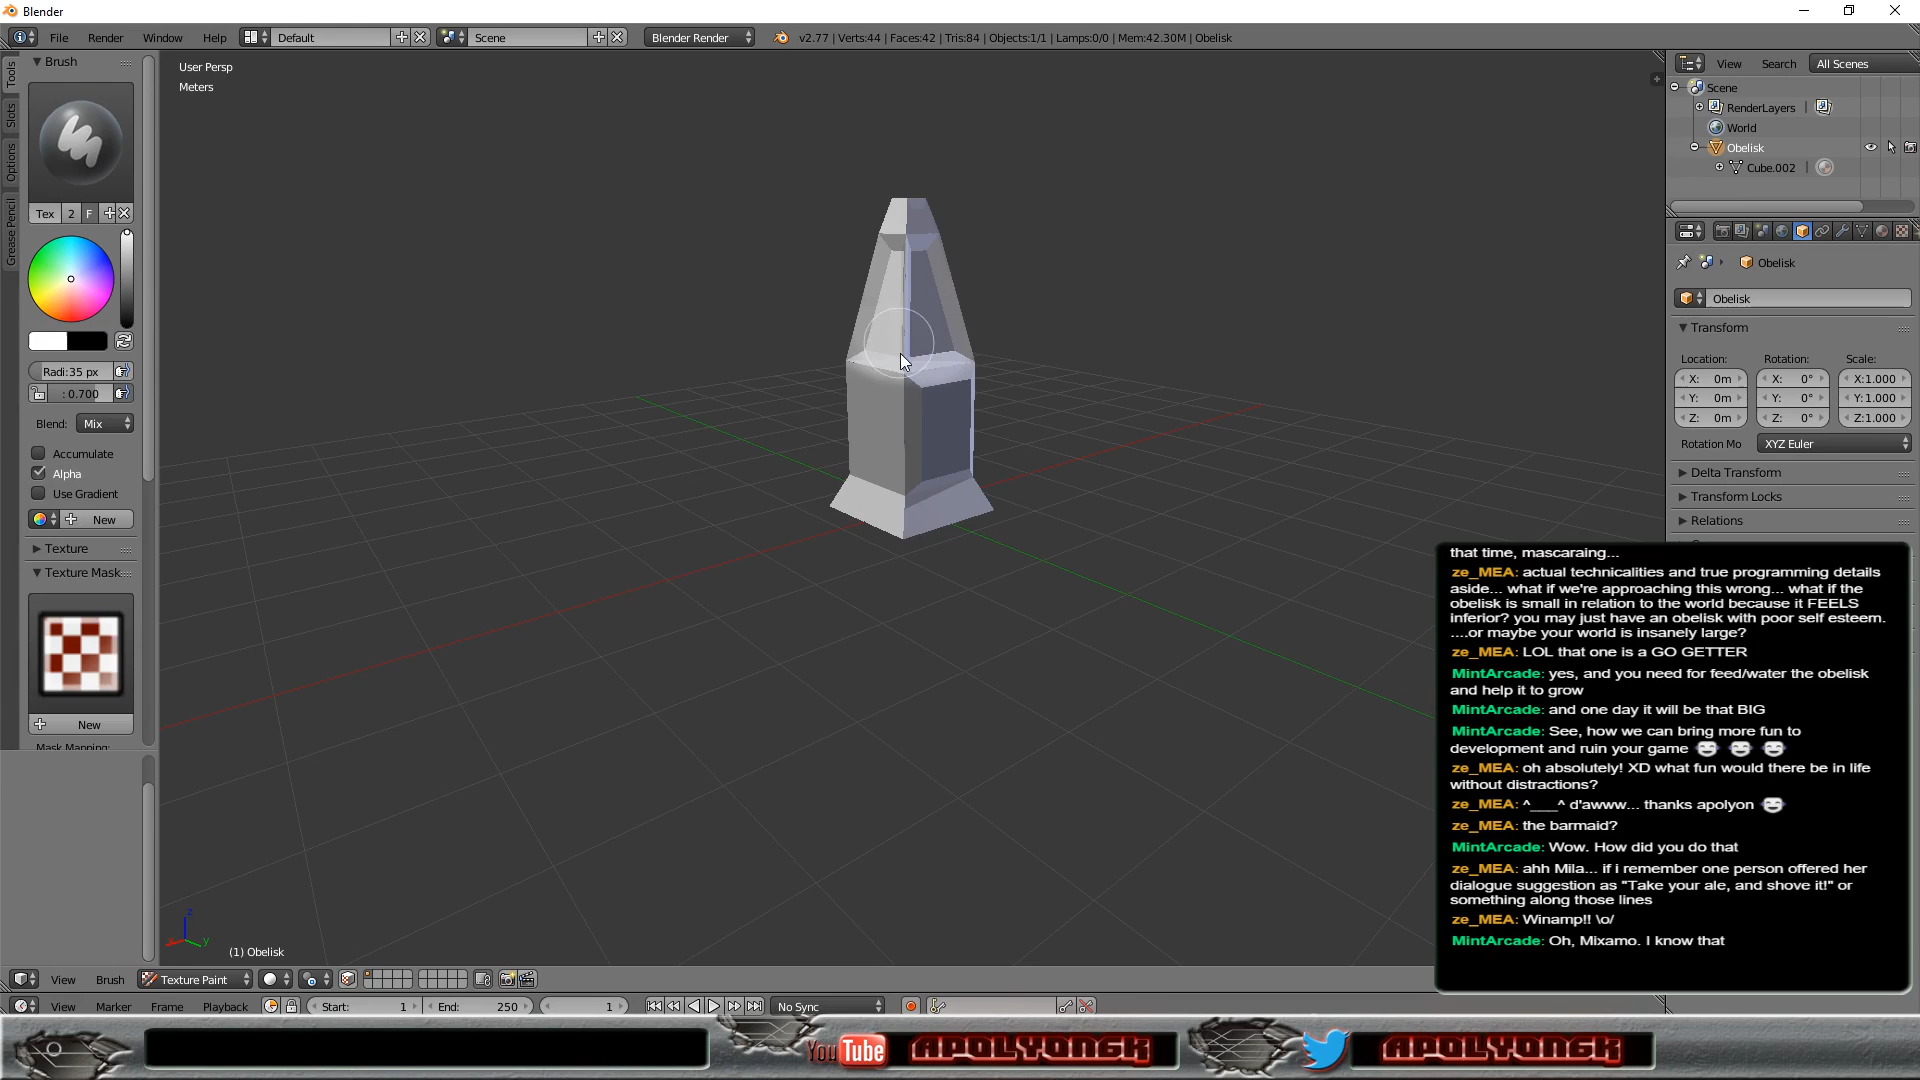 Blender
File Render Window Help Default Scene Blender Render v2.77 | Verts:44 | Faces:42 | Tris:84 | Objects:1/1 | Lamps:0/0 | Mem:42.30M | Obelisk
Tools
Slots
Options
Grease Pencil
Brush
Tex 2 F
Radi:35 px
: 0.700
Blend: Mix
Accumulate
Alpha
Use Gradient
New
Texture
Texture Mask
New
Mask Mapping:
User Persp
Meters
(1) Obelisk
View Search All Scenes
Scene
RenderLayers
World
Obelisk
Cube.002
Obelisk
Obelisk
Transform
Location: Rotation: Scale:
X: 0m X: 0° X:1.000
Y: 0m Y: 0° Y:1.000
Z: 0m Z: 0° Z:1.000
Rotation Mo XYZ Euler
Delta Transform
Transform Locks
Relations
that time, mascaraing...
ze_MEA: actual technicalities and true programming details
aside... what if we're approaching this wrong... what if the
obelisk is small in relation to the world because it FEELS
inferior? you may just have an obelisk with poor self esteem.
....or maybe your world is insanely large?
ze_MEA: LOL that one is a GO GETTER
MintArcade: yes, and you need for feed/water the obelisk
and help it to grow
MintArcade: and one day it will be that BIG
MintArcade: See, how we can bring more fun to
development and ruin your game
ze_MEA: oh absolutely! XD what fun would there be in life
without distractions?
ze_MEA: ^___^ d'awww... thanks apolyon
ze_MEA: the barmaid?
MintArcade: Wow. How did you do that
ze_MEA: ahh Mila... if i remember one person offered her
dialogue suggestion as "Take your ale, and shove it!" or
something along those lines
ze_MEA: Winamp!! \o/
MintArcade: Oh, Mixamo. I know that
View Brush Texture Paint
View Marker Frame Playback Start: 1 End: 250 1 No Sync
YouTube APOLYON6K APOLYON6K